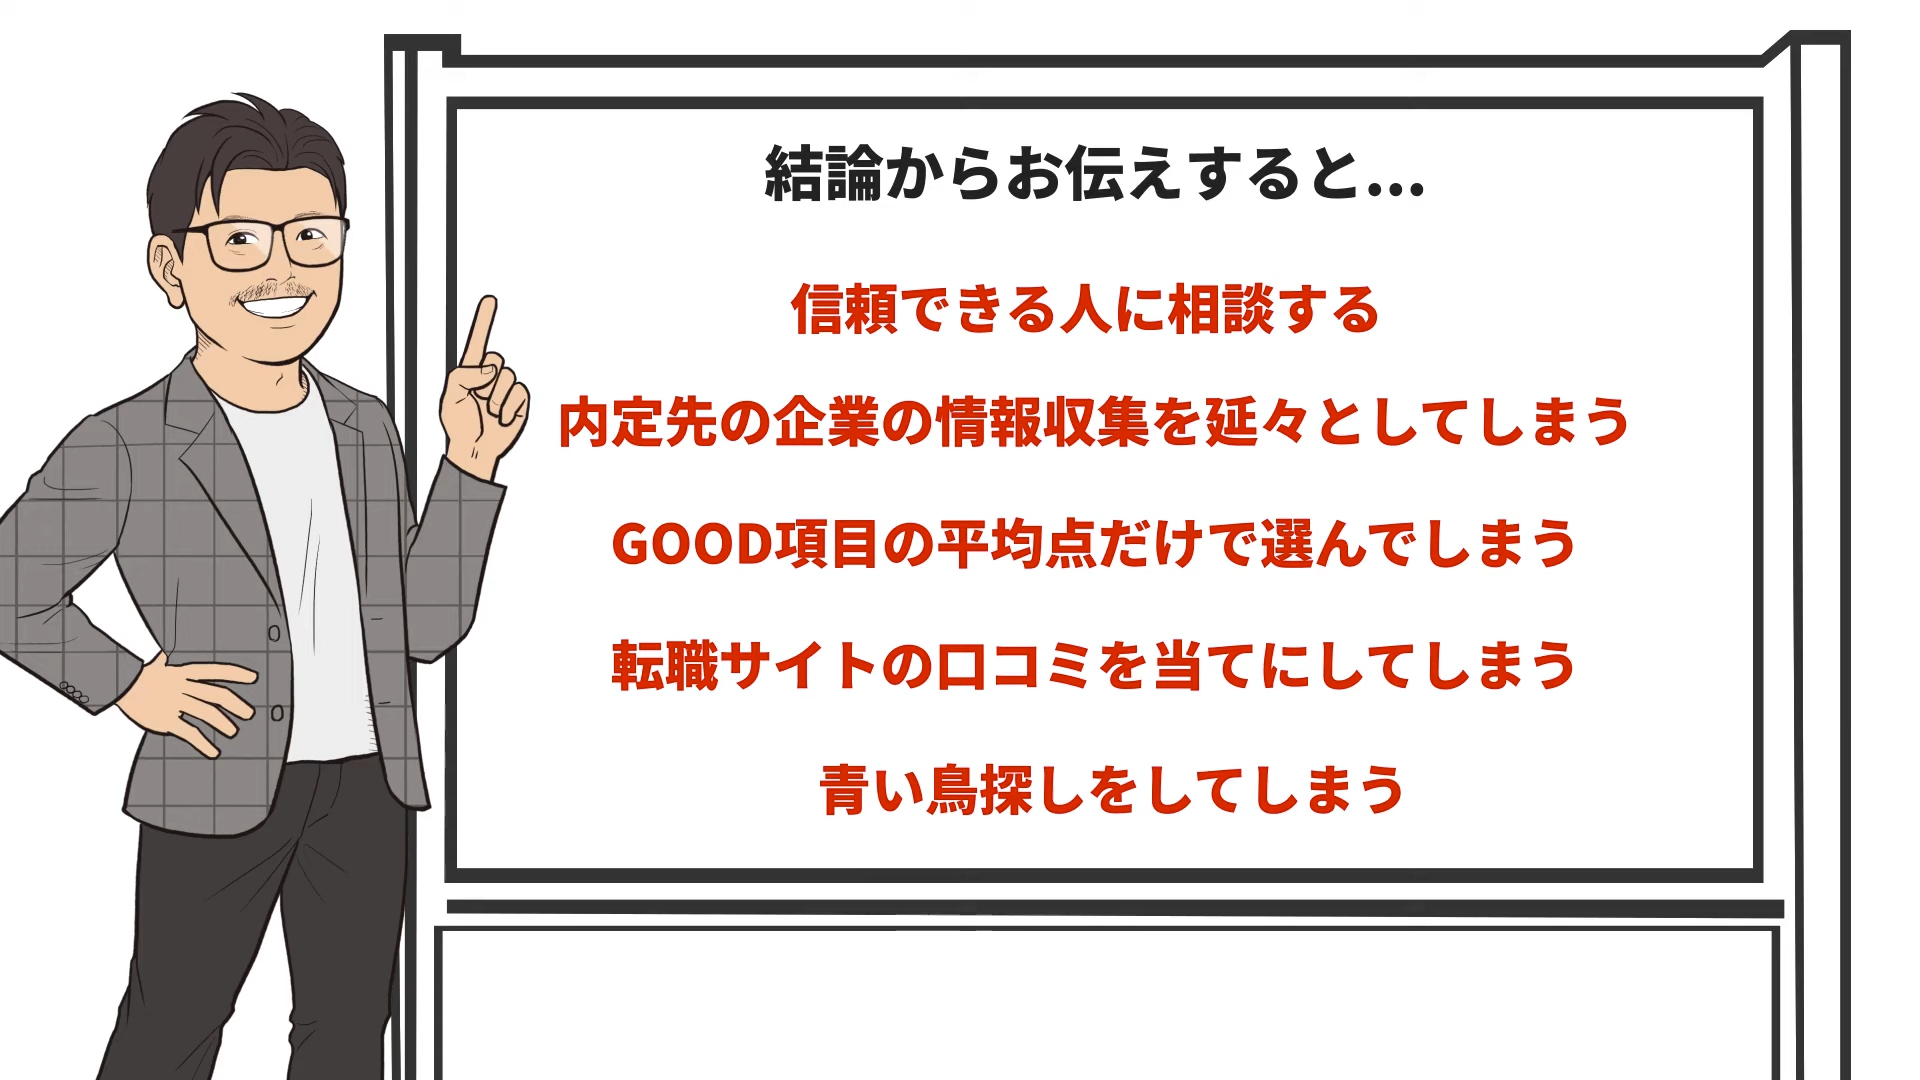 結論からお伝えすると...
信頼できる人に相談する
内定先の企業の情報収集を延々としてしまう
GOOD項目の平均点だけで選んでしまう
転職サイトの口コミを当てにしてしまう
青い鳥探しをしてしまう